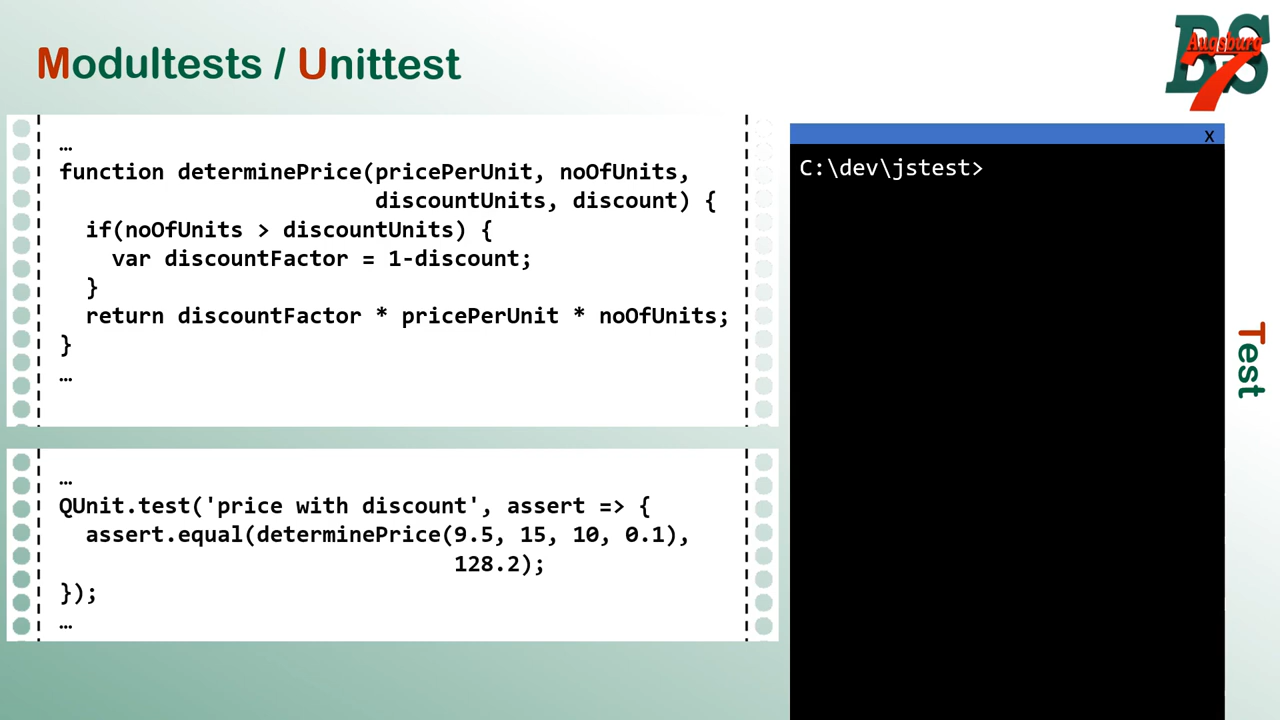 Modultests / Unittest
BS
Augsburg
7
…
function determinePrice(pricePerUnit, noOfUnits,
                        discountUnits, discount) {
  if(noOfUnits > discountUnits) {
    var discountFactor = 1-discount;
  }
  return discountFactor * pricePerUnit * noOfUnits;
}
…
…
QUnit.test('price with discount', assert => {
  assert.equal(determinePrice(9.5, 15, 10, 0.1),
                              128.2);
});
…
x
C:\dev\jstest>
Test